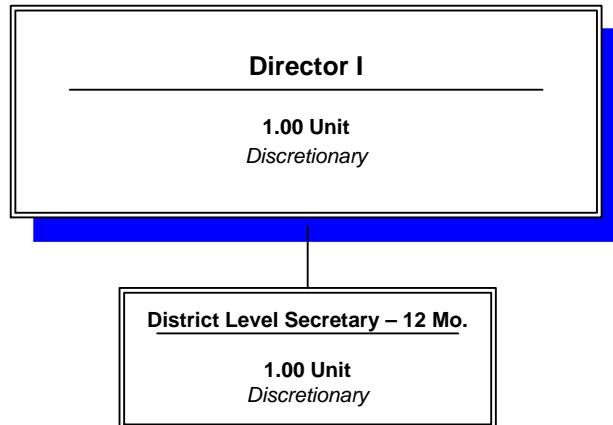 Director I
1.00 Unit
Discretionary
District Level Secretary – 12 Mo.
1.00 Unit
Discretionary